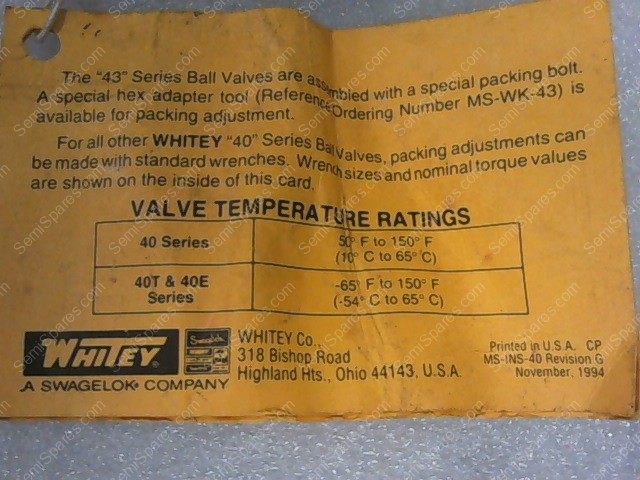 The "43" Series Ball Valves are assembled with a special packing bolt.
A special hex adapter tool (Reference Ordering Number MS-WK-43) is
available for packing adjustment.
For all other WHITEY "40" Series Ball Valves, packing adjustments can
be made with standard wrenches. Wrench sizes and nominal torque values
are shown on the inside of this card.
VALVE TEMPERATURE RATINGS
40 Series
50° F to 150° F
(10° C to 65° C)
40T & 40E
Series
-65° F to 150° F
(-54° C to 65° C)
WHITEY
A SWAGELOK COMPANY
WHITEY Co.,
318 Bishop Road
Highland Hts., Ohio 44143, U.S.A.
Printed in U.S.A. CP
MS-INS-40 Revision G
November, 1994
SemiSpares.com